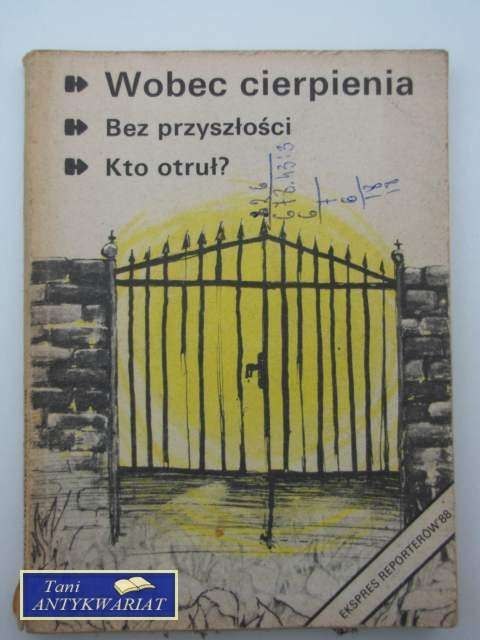 Wobec cierpienia
Bez przyszłości
Kto otruł?
EKSPRES REPORTERÓW'88
Tani
ANTYKWARIAT